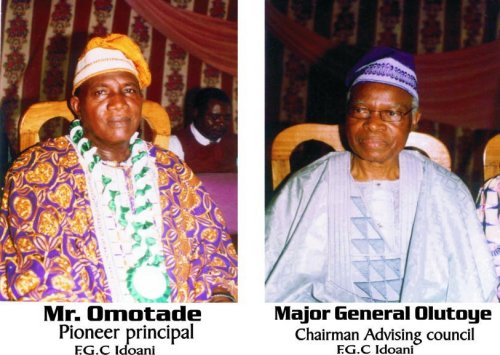 Mr. Omotade
Pioneer principal
F.G.C Idoani
Major General Olutoye
Chairman Advising council
F.G.C Idoani